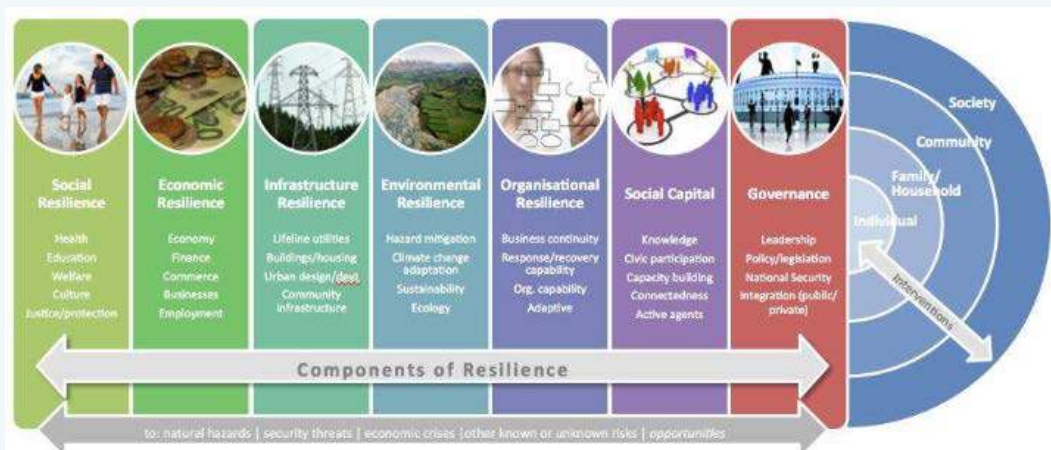 Social
Resilience
Health
Education
Welfare
Culture
Justice/protection
Economic
Resilience
Economy
Finance
Commerce
Businesses
Employment
Infrastructure
Resilience
Lifeline utilities
Buildings/housing
Urban design/devl.
Community
infrastructure
Environmental
Resilience
Hazard mitigation
Climate change
adaptation
Sustainability
Ecology
Organisational
Resilience
Business continuity
Response/recovery
capability
Org. capability
Adaptive
Social Capital
Knowledge
Civic participation
Capacity building
Connectedness
Active agents
Governance
Leadership
Policy/legislation
National Security
Integration (public/
private)
Society
Community
Family/
Household
Individual
Interventions
Components of Resilience
to: natural hazards | security threats | economic crises |other known or unknown risks | opportunities